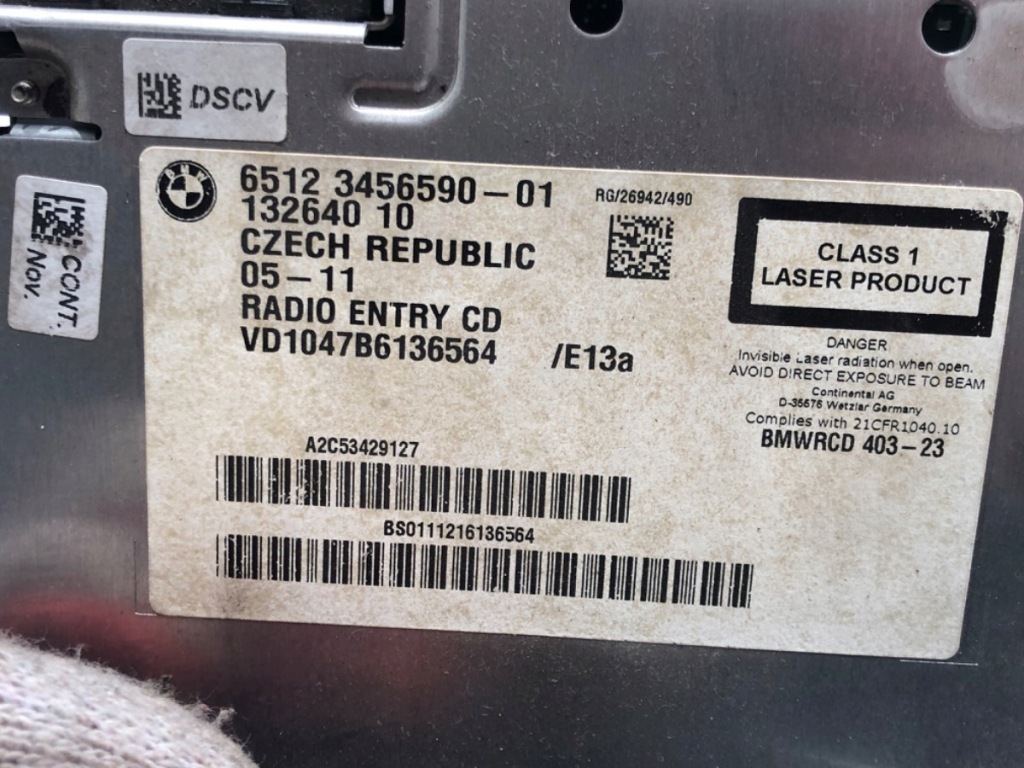 DSCV
CONT.
Nov.
BMW
65123456590-01
132640 10
CZECH REPUBLIC
05-11
RADIO ENTRY CD
VD1047B6136564 /E13a
RG/26942/490
CLASS 1
LASER PRODUCT
DANGER
Invisible Laser radiation when open.
AVOID DIRECT EXPOSURE TO BEAM
Continental AG
D-35576 Wetzlar Germany
Complies with 21CFR1040.10
BMWRCD 403-23
A2C53429127
BS0111216136564